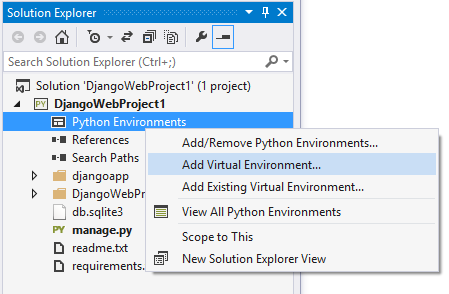 Solution Explorer
Search Solution Explorer (Ctrl+;)
Solution 'DjangoWebProject1' (1 project)
PY DjangoWebProject1
Python Environments
References
Search Paths
djangoapp
DjangoWebPr
db.sqlite3
PY manage.py
readme.txt
requirements.
Add/Remove Python Environments...
Add Virtual Environment...
Add Existing Virtual Environment...
View All Python Environments
Scope to This
New Solution Explorer View